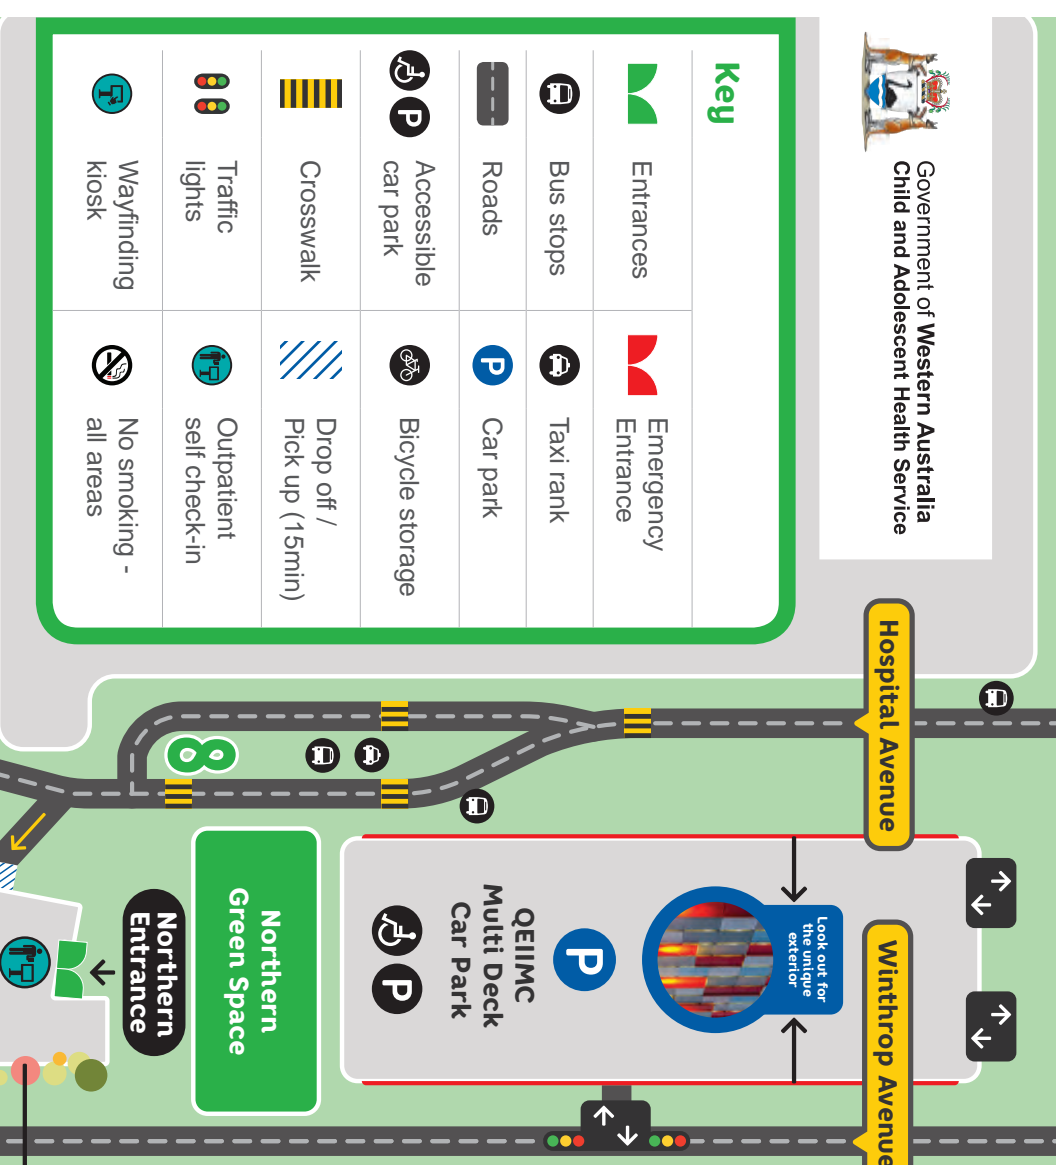 Government of Western Australia
Child and Adolescent Health Service
Key
Entrances
Emergency
Entrance
Bus stops
Taxi rank
Roads
P
Car park
P
Accessible
car park
Bicycle storage
Crosswalk
Drop off /
Pick up (15min)
Traffic
lights
Outpatient
self check-in
Wayfinding
kiosk
No smoking -
all areas
Hospital Avenue
Winthrop Avenue
Look out for
the unique
exterior
P
QEIIMC
Multi Deck
Car Park
P
8
Northern
Green Space
Northern
Entrance